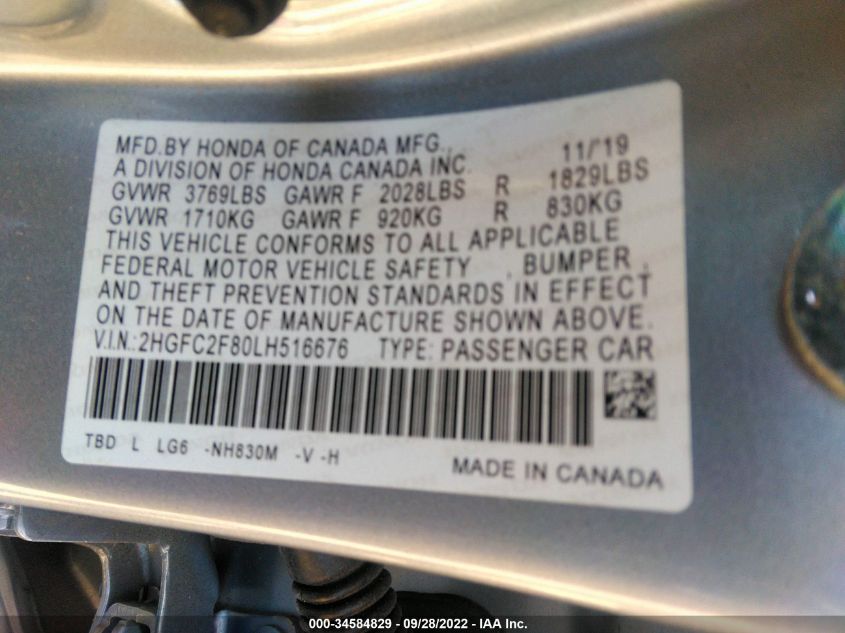 MFD.BY HONDA OF CANADA MFG., 11/'19
A DIVISION OF HONDA CANADA INC.
GVWR 3769LBS GAWR F 2028LBS R 1829LBS
GVWR 1710KG GAWR F 920KG R 830KG
THIS VEHICLE CONFORMS TO ALL APPLICABLE
FEDERAL MOTOR VEHICLE SAFETY , BUMPER ,
AND THEFT PREVENTION STANDARDS IN EFFECT
ON THE DATE OF MANUFACTURE SHOWN ABOVE.
V.I.N.:2HGFC2F80LH516676 TYPE: PASSENGER CAR
TBD L LG6 -NH830M -V -H
MADE IN CANADA
000-34584829 - 09/28/2022 - IAA Inc.